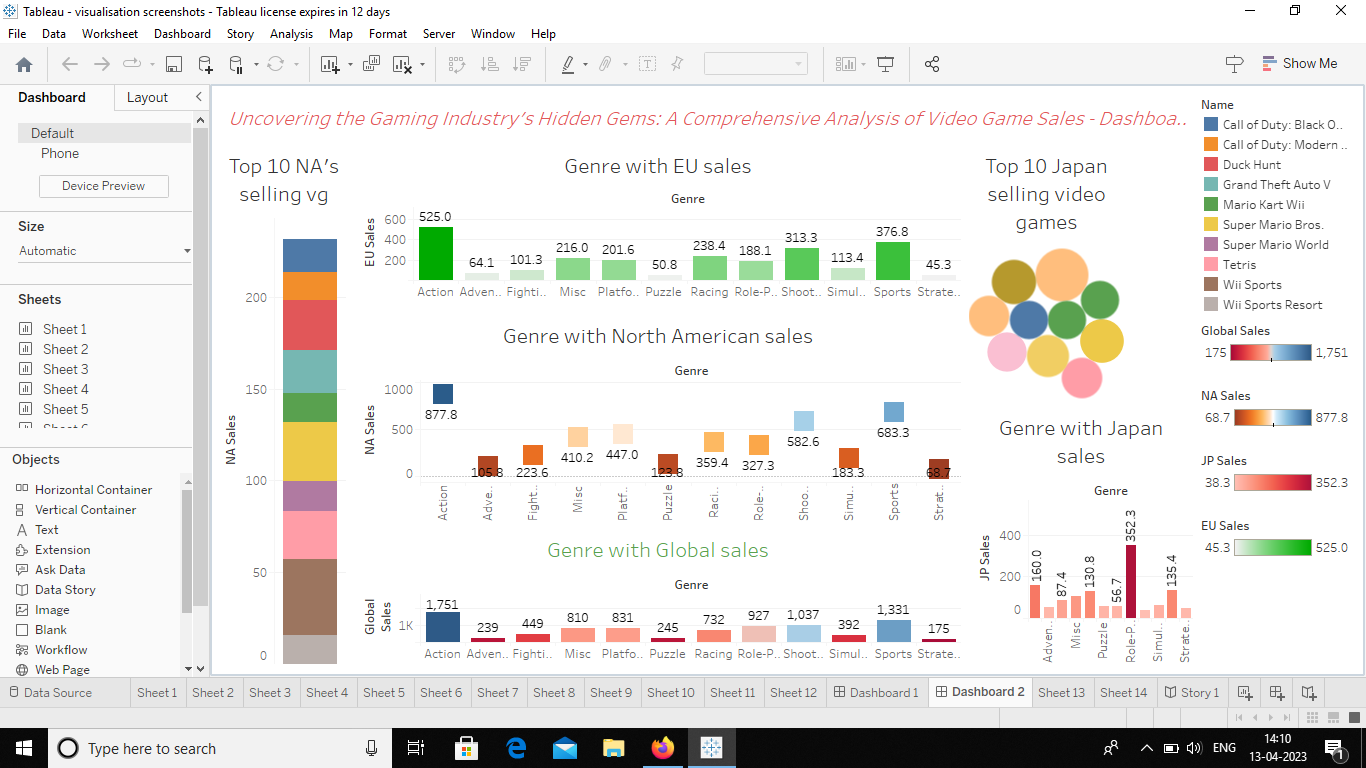 Tableau - visualisation screenshots - Tableau license expires in 12 days
File Data Worksheet Dashboard Story Analysis Map Format Server Window Help
Show Me
Dashboard Layout
Default
Phone
Device Preview
Size
Automatic
Sheets
Sheet 1
Sheet 2
Sheet 3
Sheet 4
Sheet 5
Objects
Horizontal Container
Vertical Container
Text
Extension
Ask Data
Data Story
Image
Blank
Workflow
Web Page
Uncovering the Gaming Industry's Hidden Gems: A Comprehensive Analysis of Video Game Sales - Dashboa..
Top 10 NA's
selling vg
NA Sales
200
150
100
50
0
Genre with EU sales
Genre
EU Sales
600
400
200
525.0 64.1 101.3 216.0 201.6 50.8 238.4 188.1 313.3 113.4 376.8 45.3
Action Adven.. Fighti.. Misc Platfo.. Puzzle Racing Role-P.. Shoot.. Simul.. Sports Strate..
Genre with North American sales
Genre
NA Sales
1000
500
0
877.8 105.8 223.6 410.2 447.0 123.8 359.4 327.3 582.6 183.3 683.3 68.7
Action Adve.. Fight.. Misc Platf.. Puzzle Raci.. Role-.. Shoo.. Simu.. Sports Strat..
Genre with Global sales
Genre
Global
Sales
1K
1,751 239 449 810 831 245 732 927 1,037 392 1,331 175
Action Adven.. Fighti.. Misc Platfo.. Puzzle Racing Role-P.. Shoot.. Simul.. Sports Strate..
Top 10 Japan
selling video
games
Genre with Japan
sales
Genre
JP Sales
400
200
0
160.0 87.4 130.8 56.7 352.3 135.4
Adven.. Misc Puzzle Role-P.. Simul.. Strate..
Name
Call of Duty: Black O..
Call of Duty: Modern ..
Duck Hunt
Grand Theft Auto V
Mario Kart Wii
Super Mario Bros.
Super Mario World
Tetris
Wii Sports
Wii Sports Resort
Global Sales
175 1,751
NA Sales
68.7 877.8
JP Sales
38.3 352.3
EU Sales
45.3 525.0
Data Source Sheet 1 Sheet 2 Sheet 3 Sheet 4 Sheet 5 Sheet 6 Sheet 7 Sheet 8 Sheet 9 Sheet 10 Sheet 11 Sheet 12 Dashboard 1 Dashboard 2 Sheet 13 Sheet 14 Story 1
Type here to search
ENG
14:10
13-04-2023
1